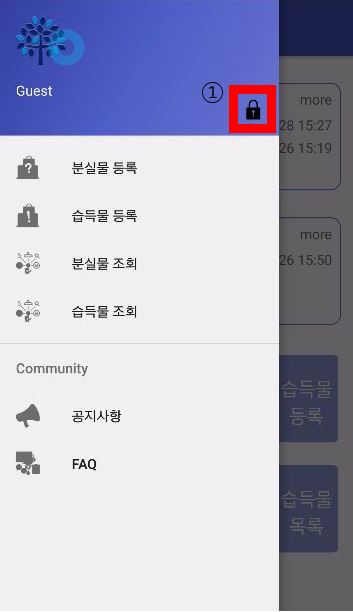 Guest
①
more
28 15:27
26 15:19
분실물 등록
습득물 등록
분실물 조회
습득물 조회
more
26 15:50
Community
공지사항
FAQ
습득물
등록
습득물
목록